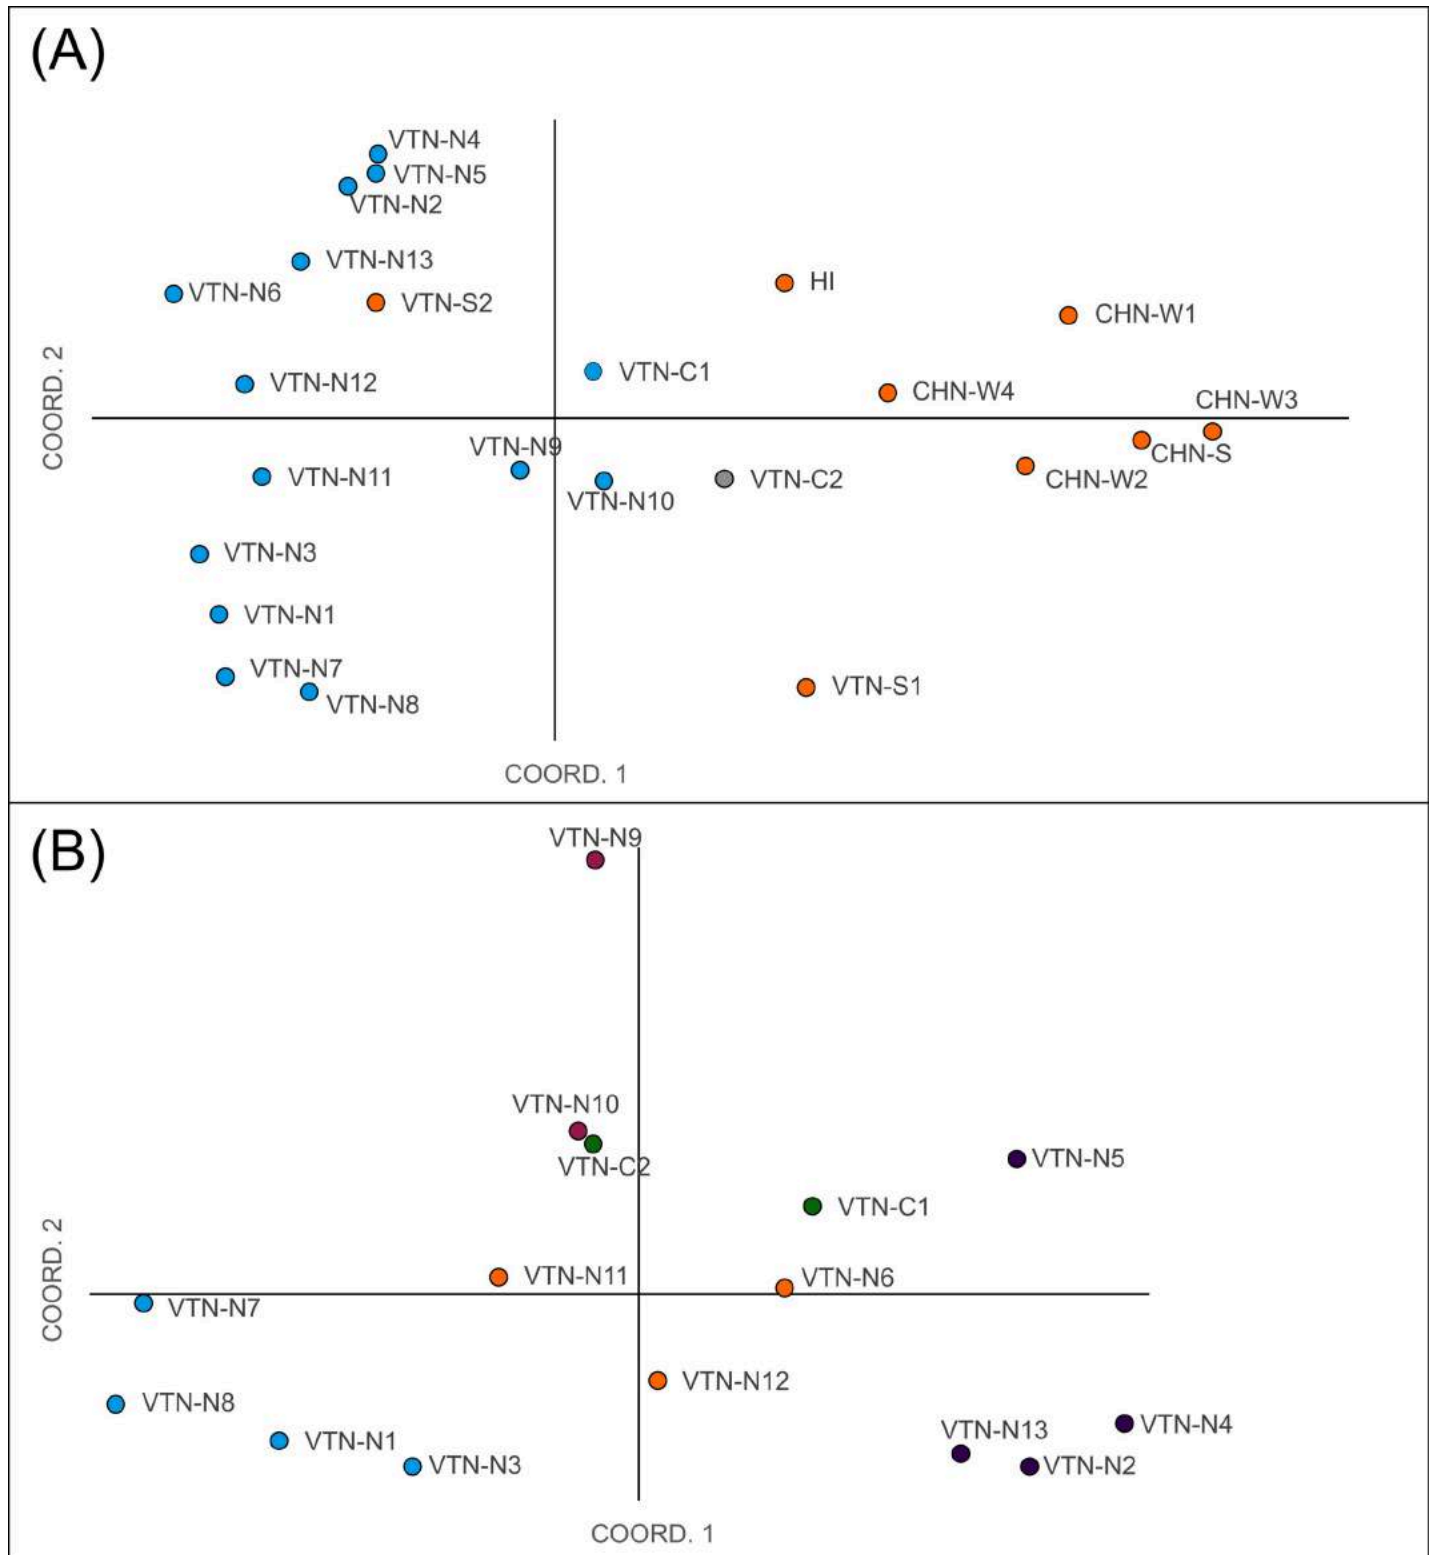 (A)
VTN-N4
VTN-N5
VTN-N2
VTN-N13
VTN-N6
VTN-S2
HI
CHN-W1
VTN-C1
VTN-N12
CHN-W4
CHN-W3
COORD. 2
VTN-N9
CHN-S
VTN-N11
VTN-N10
VTN-C2
CHN-W2
VTN-N3
VTN-N1
VTN-N7
VTN-N8
VTN-S1
COORD. 1
(B)
VTN-N9
VTN-N10
VTN-C2
VTN-N5
VTN-C1
VTN-N11
VTN-N6
COORD. 2
VTN-N7
VTN-N12
VTN-N8
VTN-N1
VTN-N3
VTN-N13
VTN-N4
VTN-N2
COORD. 1